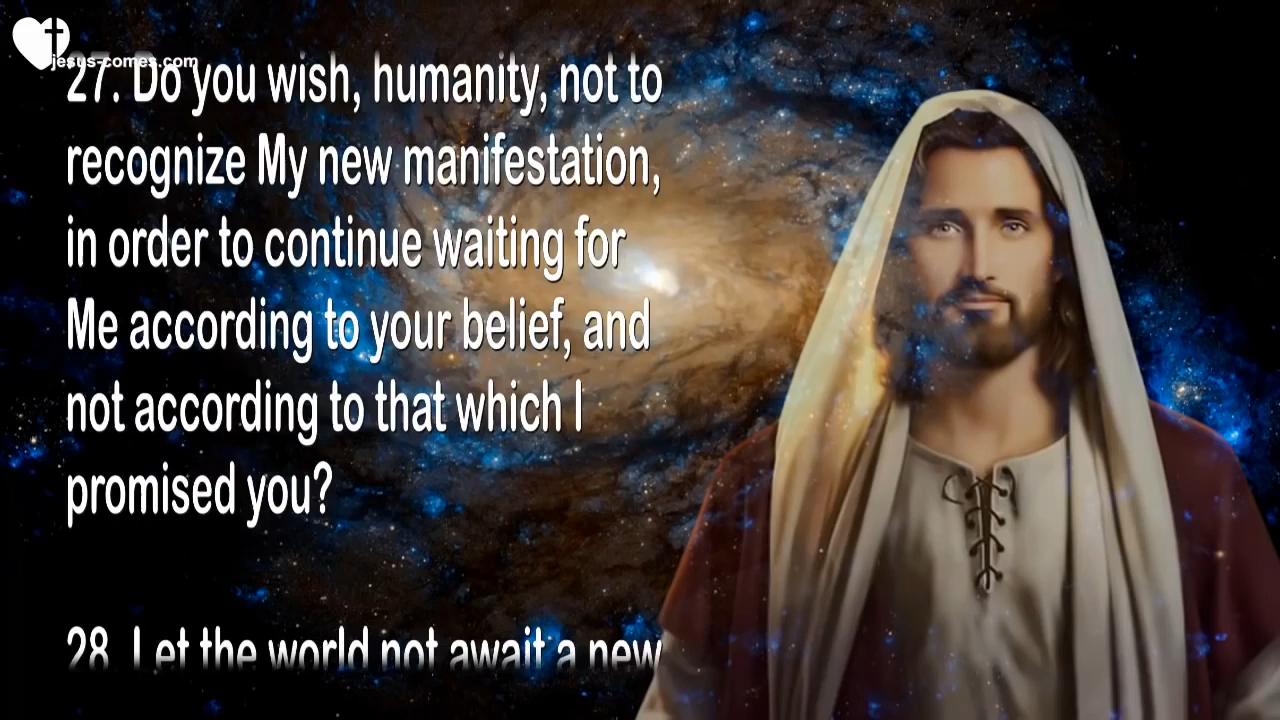 jesus-comes.com
27. Do you wish, humanity, not to
recognize My new manifestation,
in order to continue waiting for
Me according to your belief, and
not according to that which I
promised you?
28. Let the world not await a new